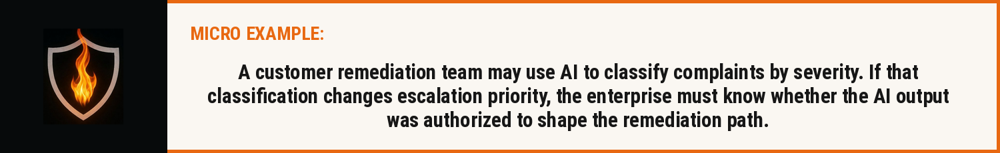 MICRO EXAMPLE:
A customer remediation team may use AI to classify complaints by severity. If that
classification changes escalation priority, the enterprise must know whether the AI output
was authorized to shape the remediation path.